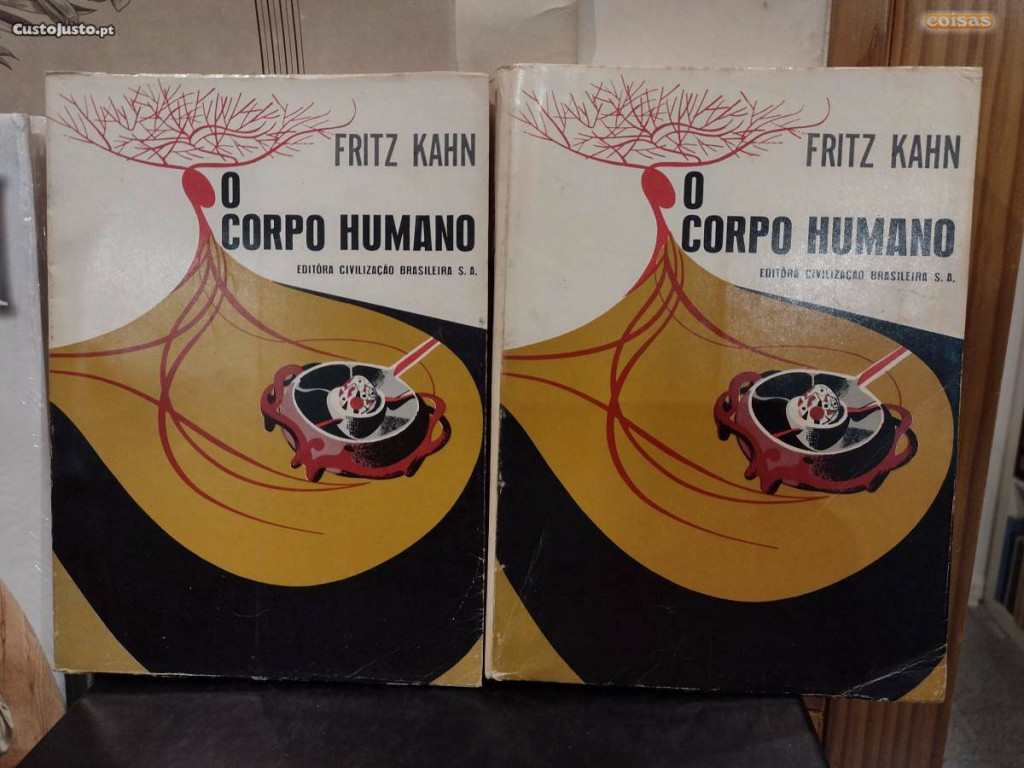 CustoJusto.pt
coisas
FRITZ KAHN
O
CORPO HUMANO
EDITÔRA CIVILIZAÇÃO BRASILEIRA S. A.
FRITZ KAHN
O
CORPO HUMANO
EDITÔRA CIVILIZAÇÃO BRASILEIRA S. A.